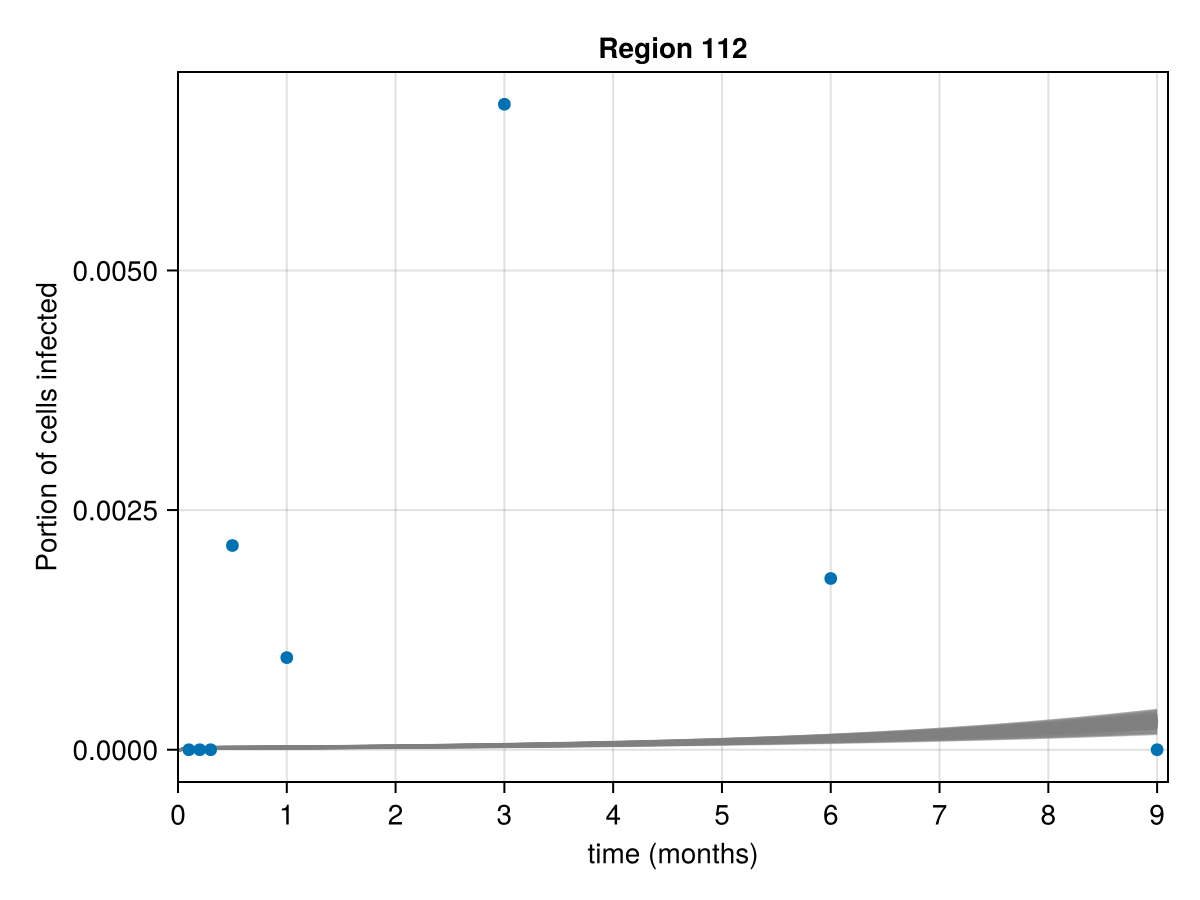 Region 112
Portion of cells infected
0.0050
0.0025
0.0000
0 1 2 3 4 5 6 7 8 9
time (months)